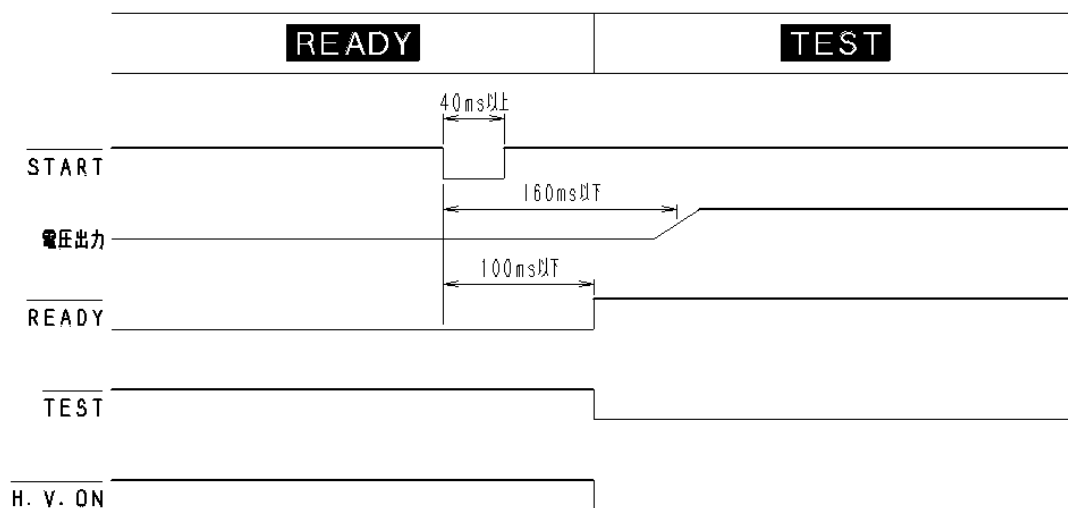 READY
TEST
40ms以上
START
160ms以下
電圧出力
100ms以下
READY
TEST
H. V. ON